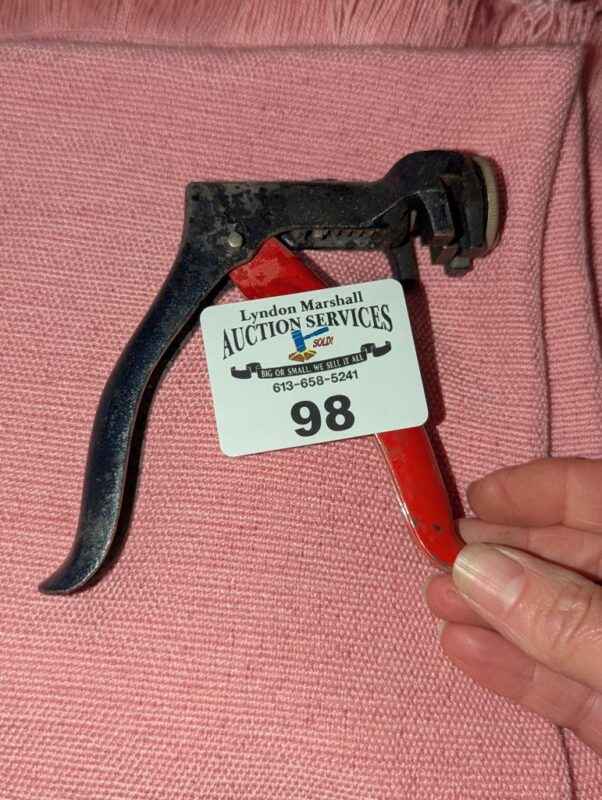 Lyndon Marshall
AUCTION SERVICES
SOLD!
BIG OR SMALL, WE SELL IT ALL
613-658-5241
98